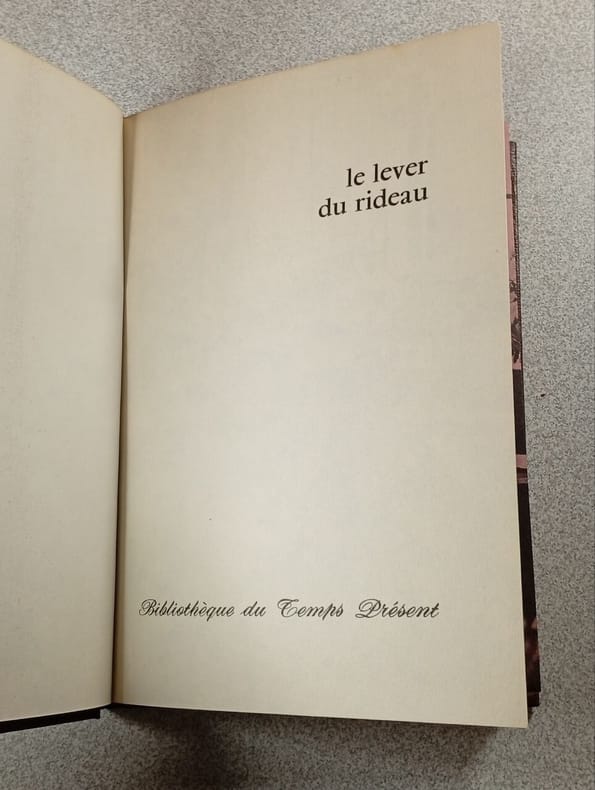 le lever
du rideau
Bibliothèque du Temps Présent